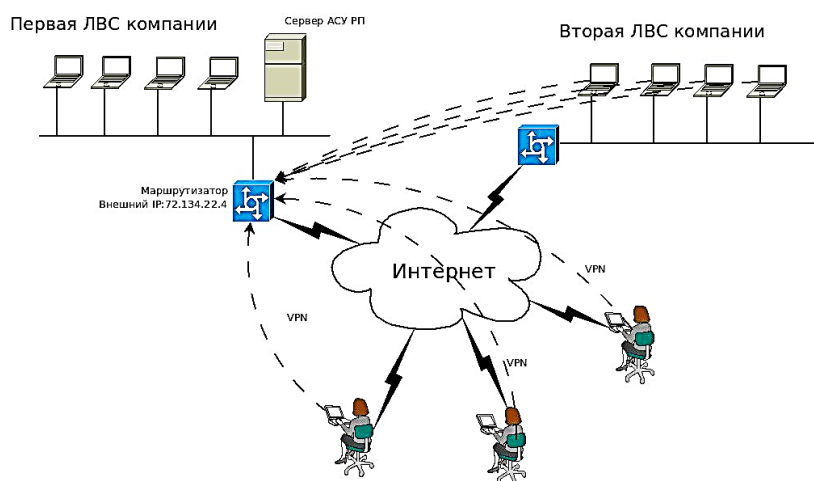 Первая ЛВС компании
Сервер АСУ РП
Вторая ЛВС компании
Маршрутизатор
Внешний IP:72.134.22.4
Интернет
VPN
VPN
VPN